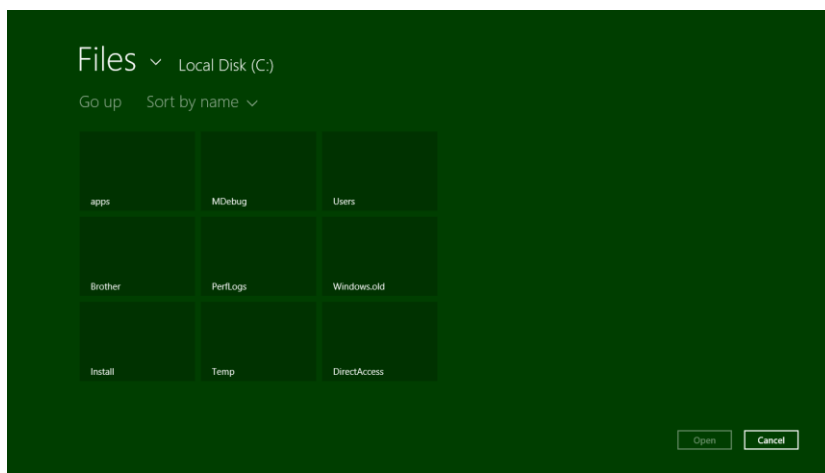 Files Local Disk (C:)
Go up Sort by name
apps MDebug Users
Brother PerfLogs Windows.old
Install Temp DirectAccess
Open Cancel